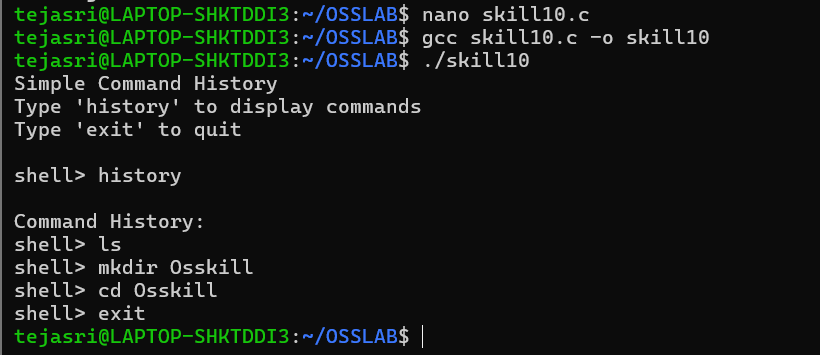 tejasri@LAPTOP-SHKTDDI3:~/OSSLAB$ nano skill10.c
tejasri@LAPTOP-SHKTDDI3:~/OSSLAB$ gcc skill10.c -o skill10
tejasri@LAPTOP-SHKTDDI3:~/OSSLAB$ ./skill10
Simple Command History
Type 'history' to display commands
Type 'exit' to quit
shell> history
Command History:
shell> ls
shell> mkdir Osskill
shell> cd Osskill
shell> exit
tejasri@LAPTOP-SHKTDDI3:~/OSSLAB$